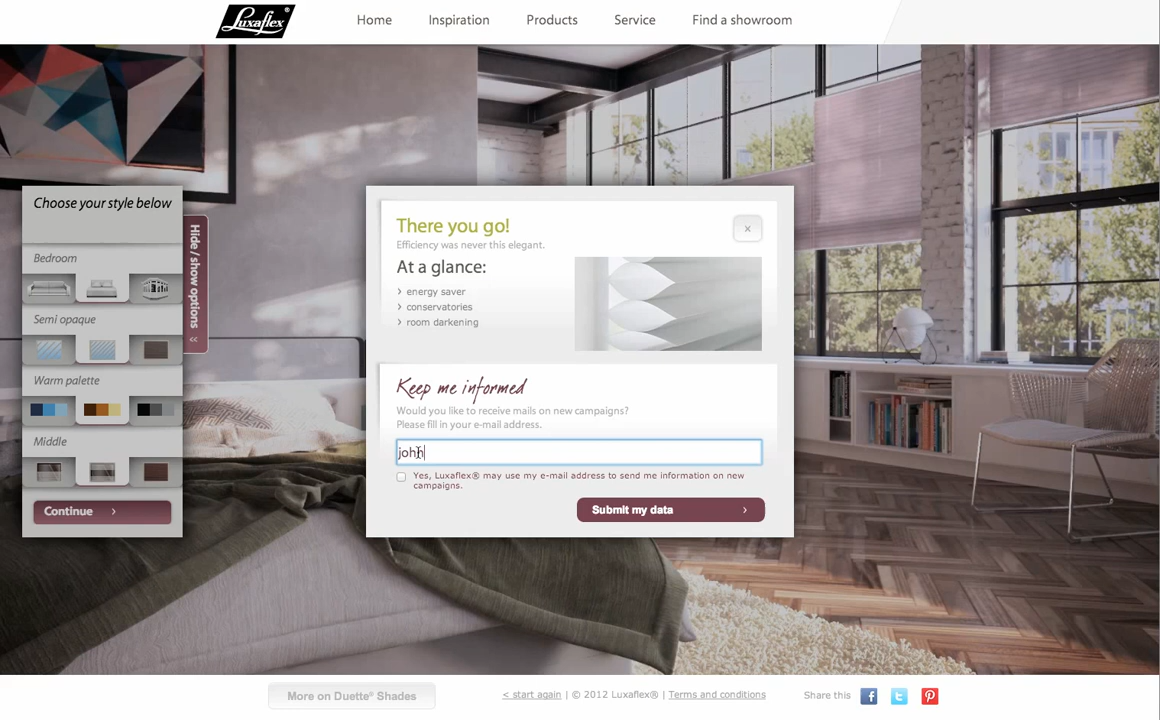 Luxaflex®
Home Inspiration Products Service Find a showroom
Choose your style below
Bedroom
Semi opaque
Warm palette
Middle
Continue >
Hide / show options «
There you go!
x
Efficiency was never this elegant.
At a glance:
> energy saver
> conservatories
> room darkening
Keep me informed
Would you like to receive mails on new campaigns?
Please fill in your e-mail address.
john
Yes, Luxaflex® may use my e-mail address to send me information on new
campaigns.
Submit my data >
More on Duette® Shades
< start again | © 2012 Luxaflex® | Terms and conditions
Share this